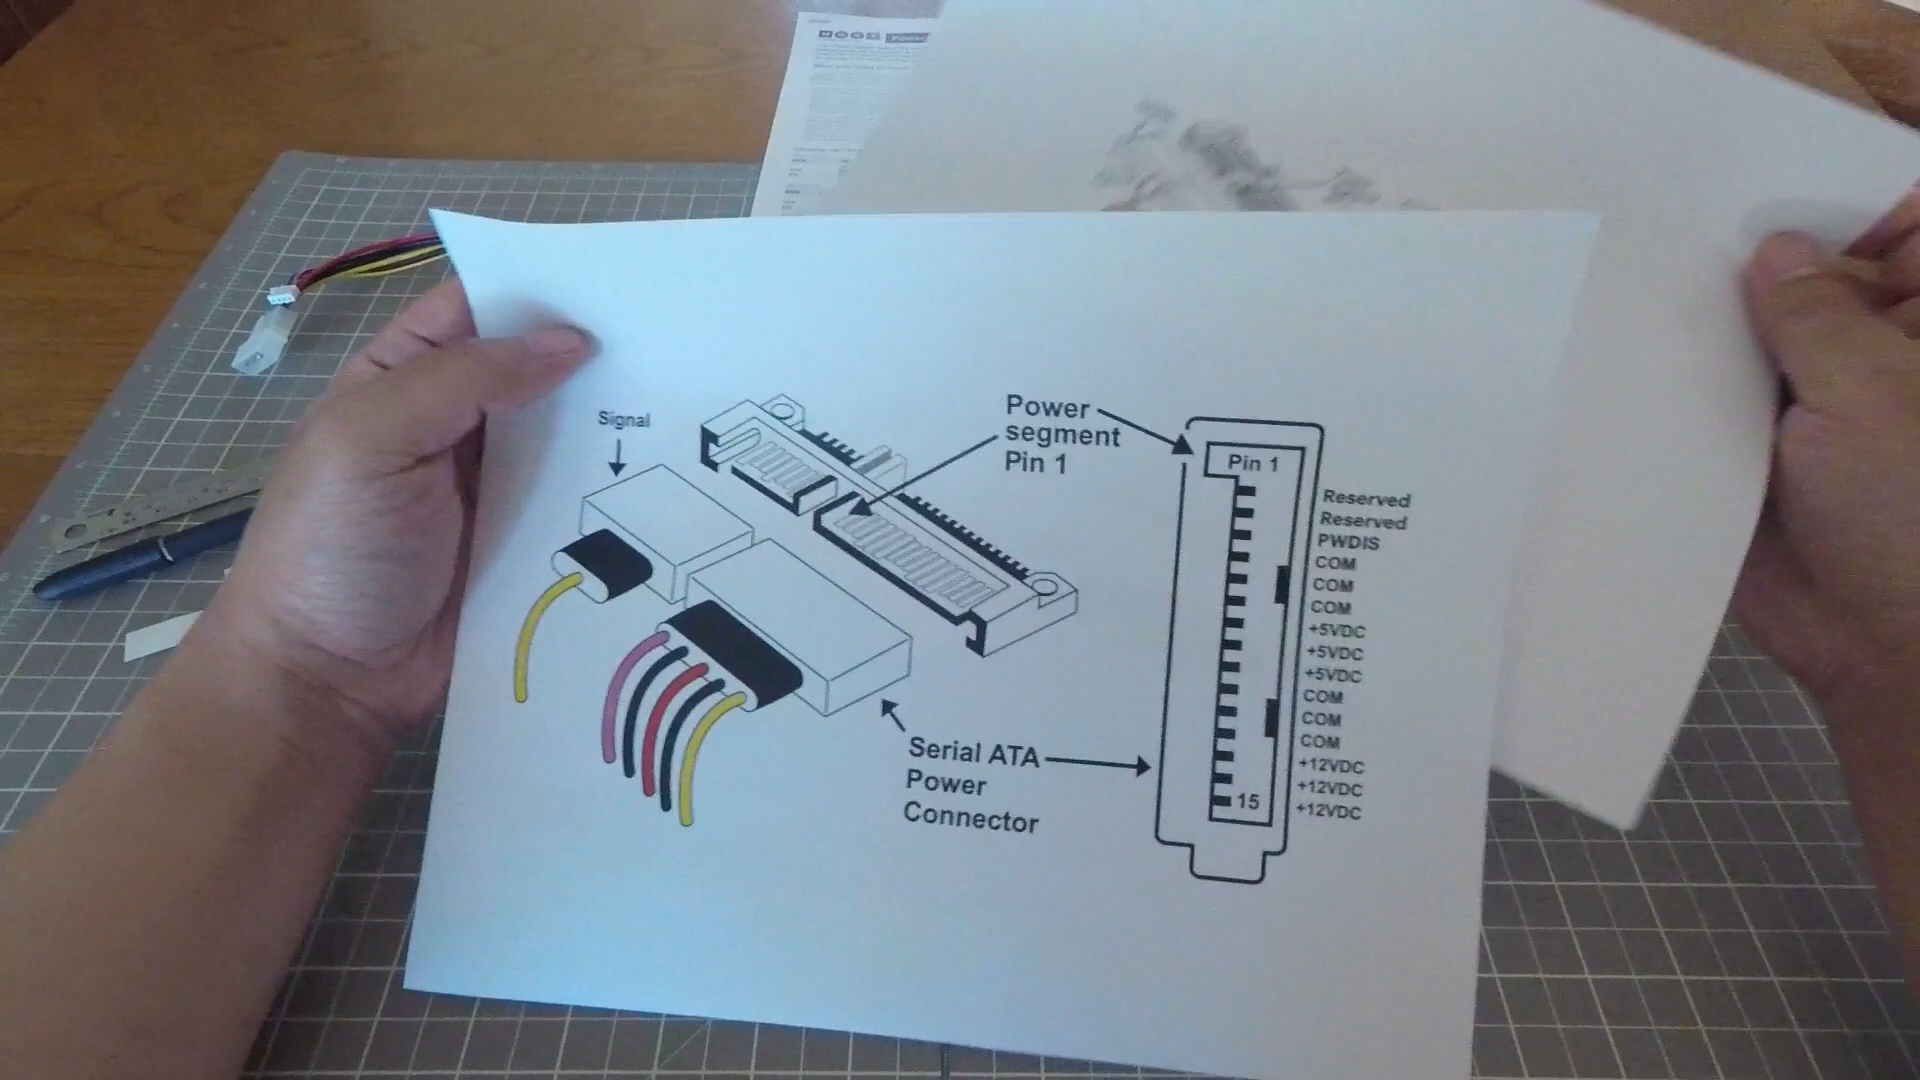 Signal
Power
segment
Pin 1
Pin 1
Reserved
Reserved
PWDIS
COM
COM
COM
+5VDC
+5VDC
+5VDC
COM
COM
COM
+12VDC
+12VDC
+12VDC
15
Serial ATA
Power
Connector